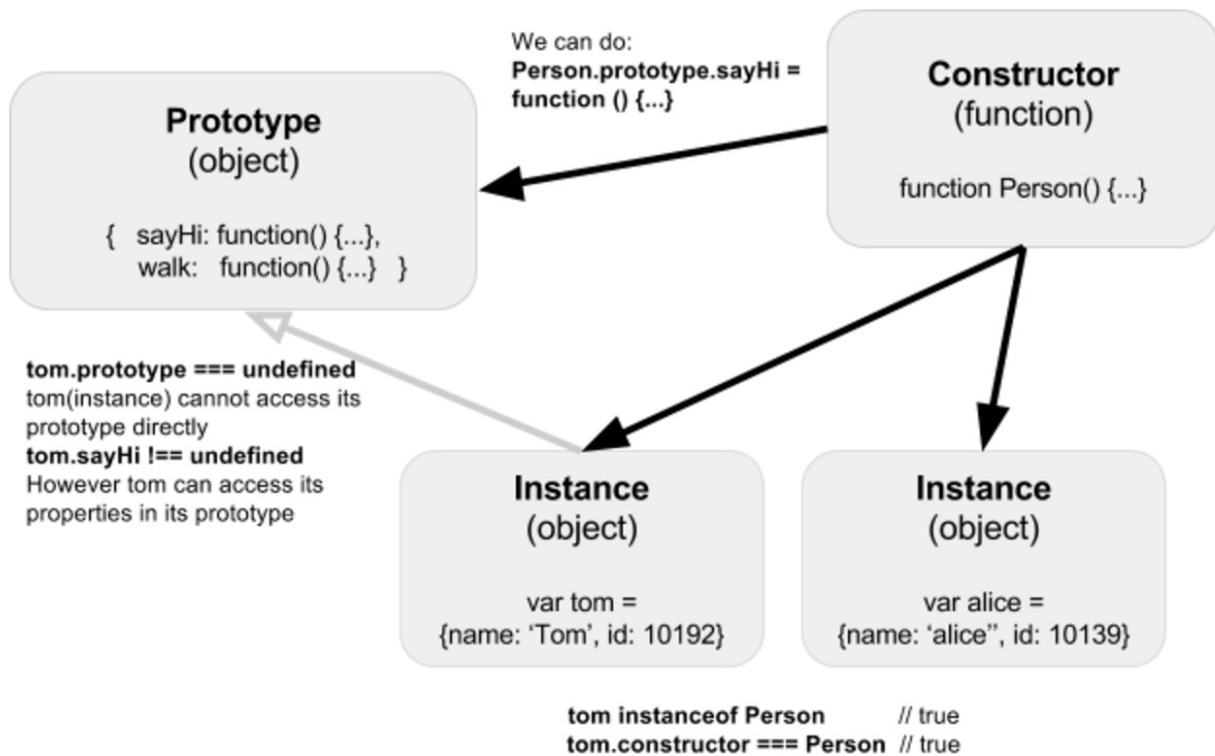 We can do:
Person.prototype.sayHi =
function () {...}
Constructor
(function)
function Person() {...}
Prototype
(object)
{ sayHi: function() {...},
walk: function() {...} }
tom.prototype === undefined
tom(instance) cannot access its
prototype directly
tom.sayHi !== undefined
However tom can access its
properties in its prototype
Instance
(object)
var tom =
{name: ‘Tom’, id: 10192}
Instance
(object)
var alice =
{name: ‘alice’’, id: 10139}
tom instanceof Person // true
tom.constructor === Person // true